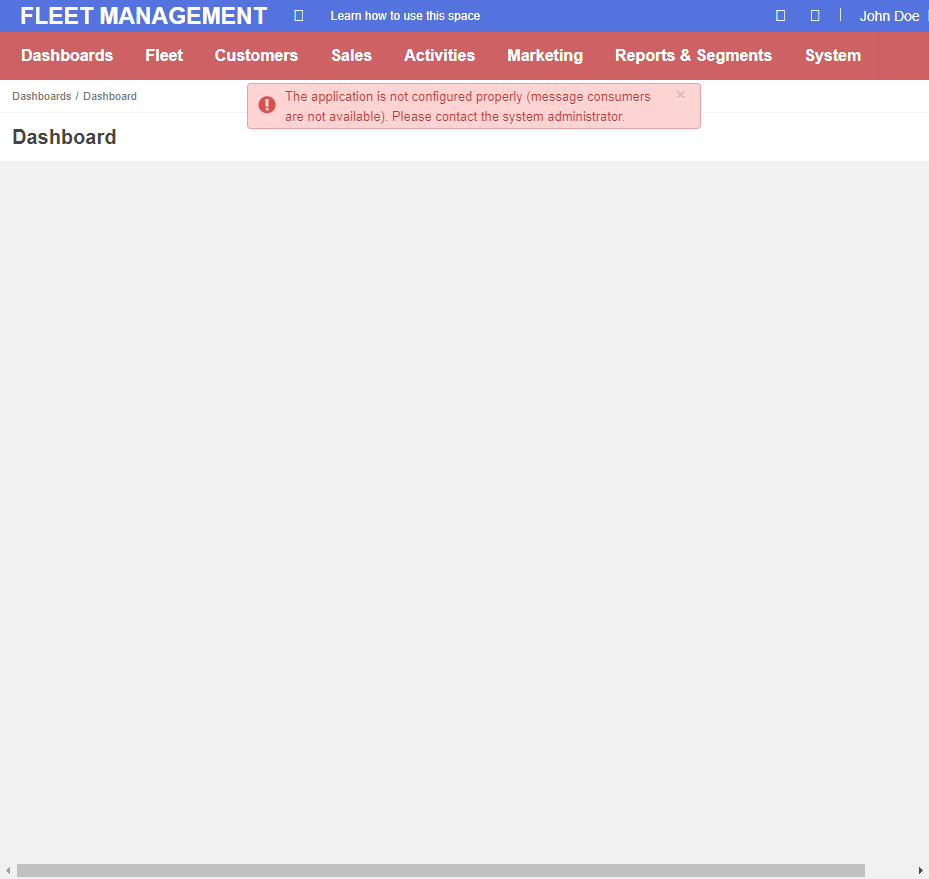 FLEET MANAGEMENT Learn how to use this space John Doe
Dashboards Fleet Customers Sales Activities Marketing Reports & Segments System
Dashboards / Dashboard
The application is not configured properly (message consumers
are not available). Please contact the system administrator.
×
Dashboard